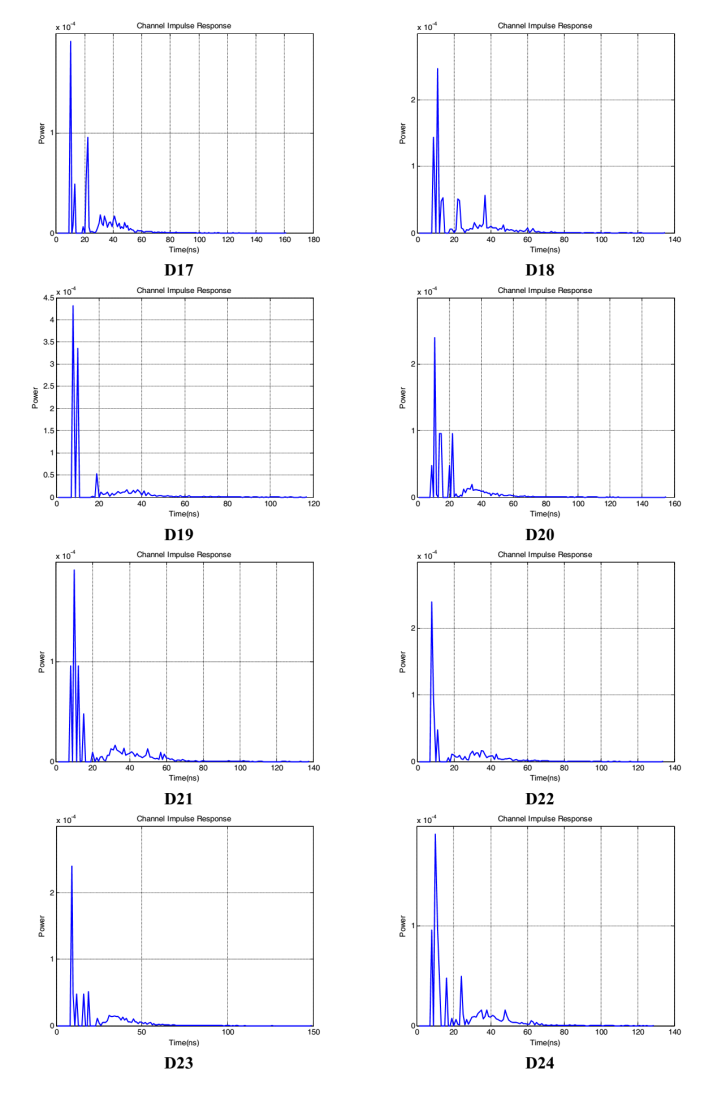 x 10-4
Channel Impulse Response
1
0
Power
0 20 40 60 80 100 120 140 160 180
Time(ns)
D17
x 10-4
Channel Impulse Response
2
1
0
Power
0 20 40 60 80 100 120 140
Time(ns)
D18
x 10-4
Channel Impulse Response
4.5
4
3.5
3
2.5
2
1.5
1
0.5
0
Power
0 20 40 60 80 100 120
Time(ns)
D19
x 10-4
Channel Impulse Response
2
1
0
Power
0 20 40 60 80 100 120 140 160
Time(ns)
D20
x 10-4
Channel Impulse Response
1
0
Power
0 20 40 60 80 100 120 140
Time(ns)
D21
x 10-4
Channel Impulse Response
2
1
0
Power
0 20 40 60 80 100 120 140
Time(ns)
D22
x 10-4
Channel Impulse Response
2
1
0
Power
0 50 100 150
Time(ns)
D23
x 10-4
Channel Impulse Response
1
0
Power
0 20 40 60 80 100 120 140
Time(ns)
D24